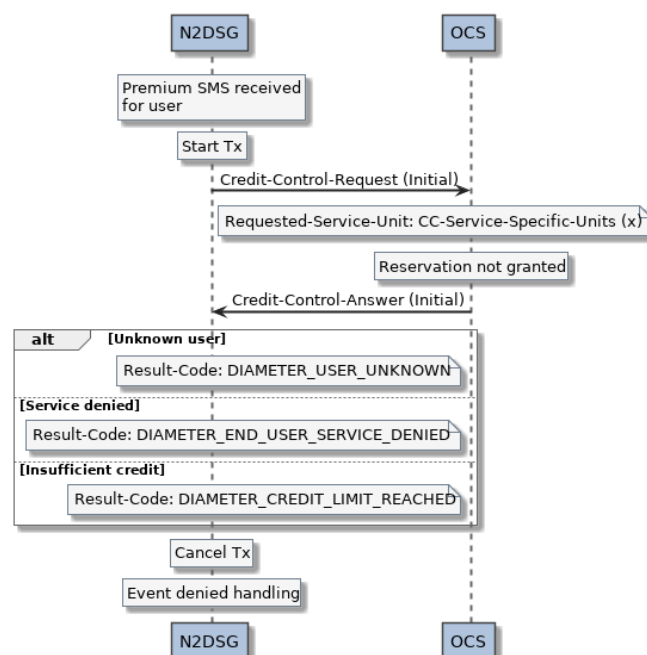 N2DSG
OCS
Premium SMS received
for user
Start Tx
Credit-Control-Request (Initial)
Requested-Service-Unit: CC-Service-Specific-Units (x)
Reservation not granted
Credit-Control-Answer (Initial)
alt
[Unknown user]
Result-Code: DIAMETER_USER_UNKNOWN
[Service denied]
Result-Code: DIAMETER_END_USER_SERVICE_DENIED
[Insufficient credit]
Result-Code: DIAMETER_CREDIT_LIMIT_REACHED
Cancel Tx
Event denied handling
N2DSG
OCS